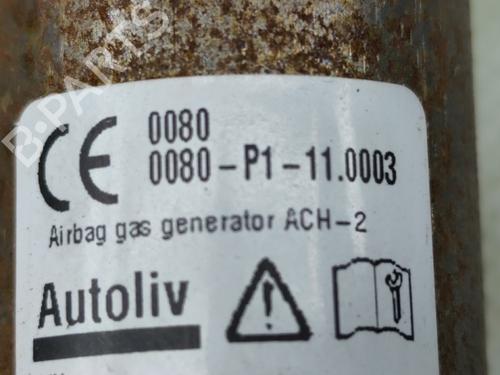 B-PARTS
CE 0080
0080-P1-11.0003
Airbag gas generator ACH-2
Autoliv